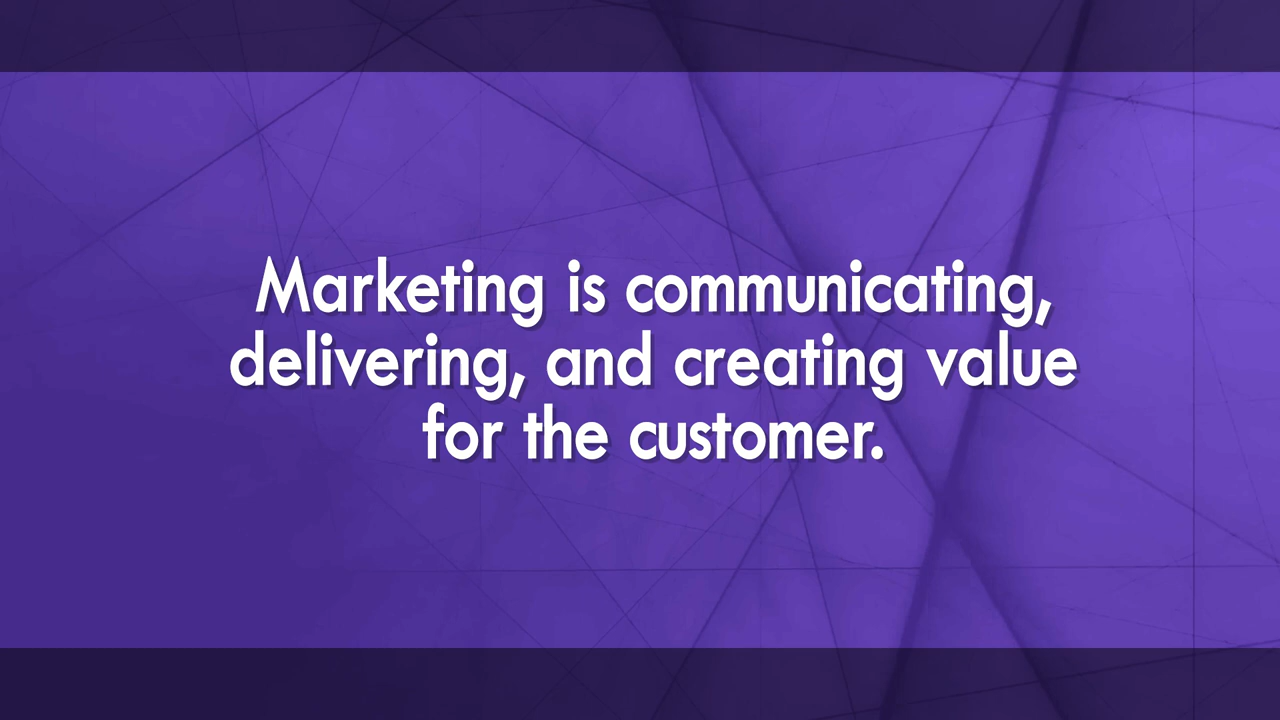 Marketing is communicating,
delivering, and creating value
for the customer.